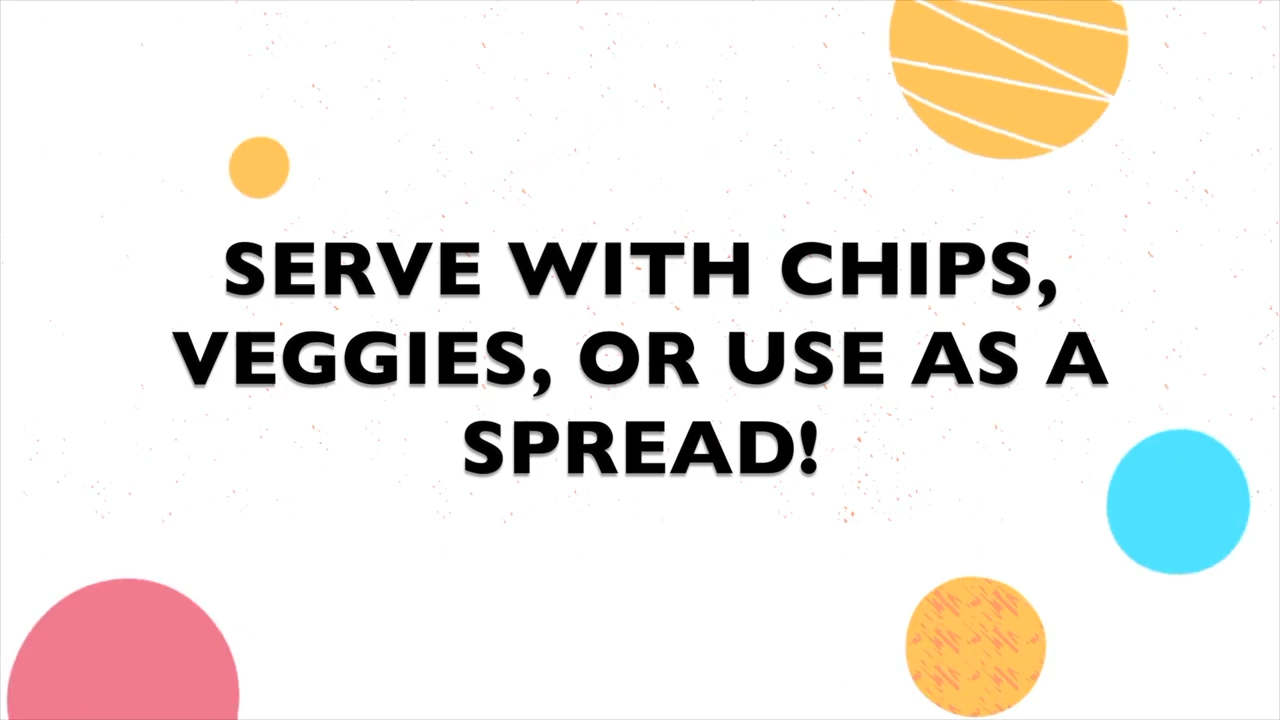 SERVE WITH CHIPS,
VEGGIES, OR USE AS A
SPREAD!